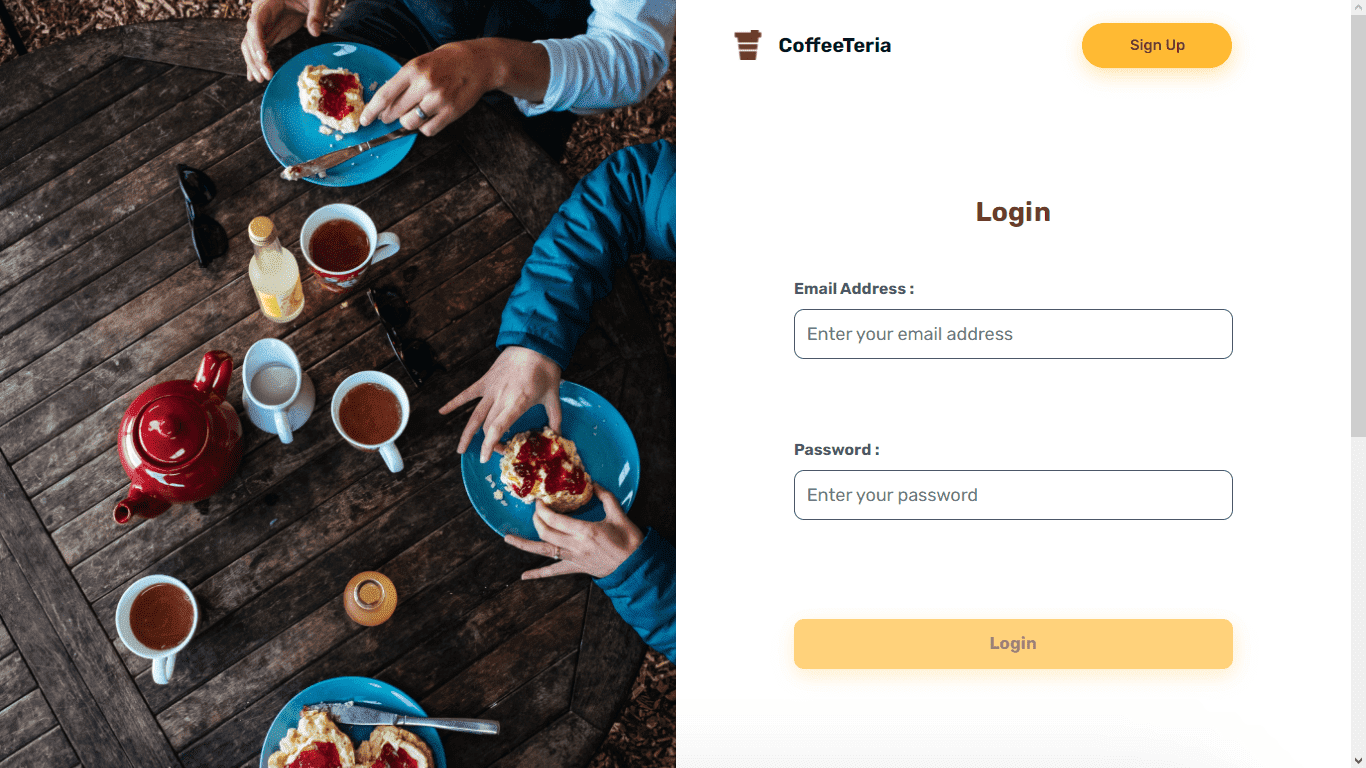 CoffeeTeria
Sign Up
Login
Email Address :
Enter your email address
Password :
Enter your password
Login